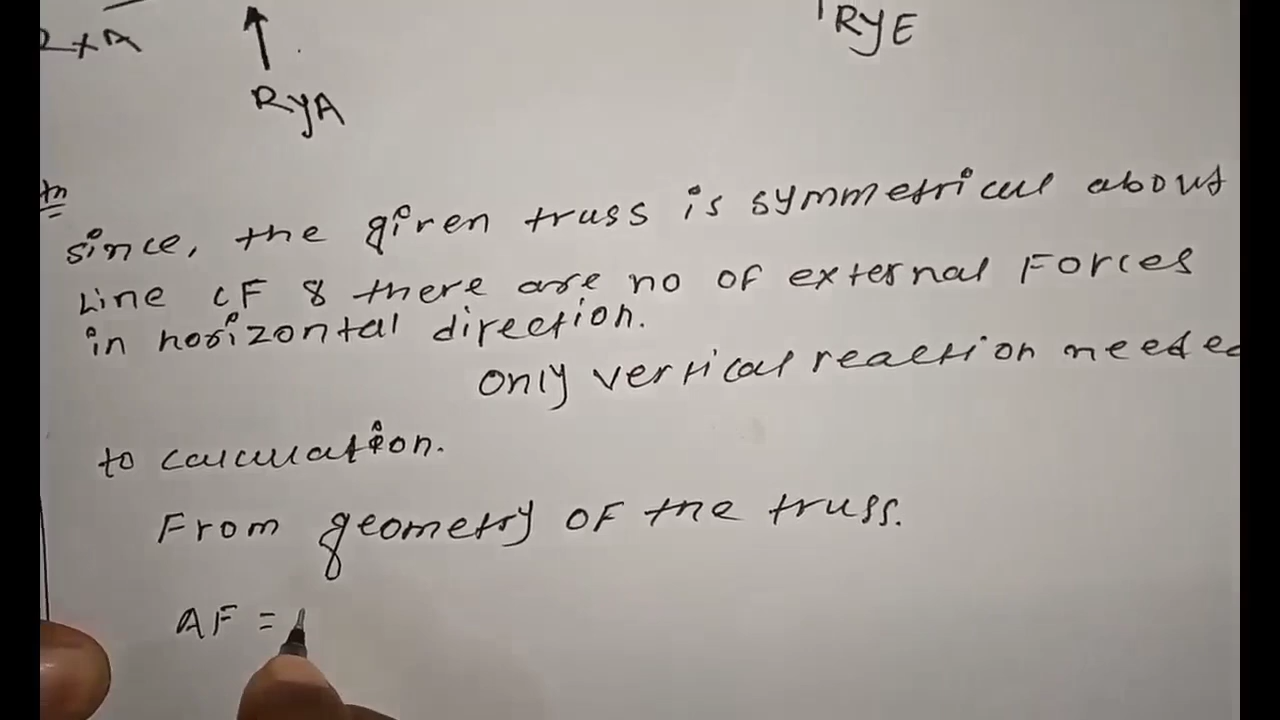 RxA
RyA
RyE
since, the given truss is symmetrical about
Line CF & there are no of external Forces
in horizontal direction.
only vertical reaction needed
to calculation.
From geometry of the truss.
AF =